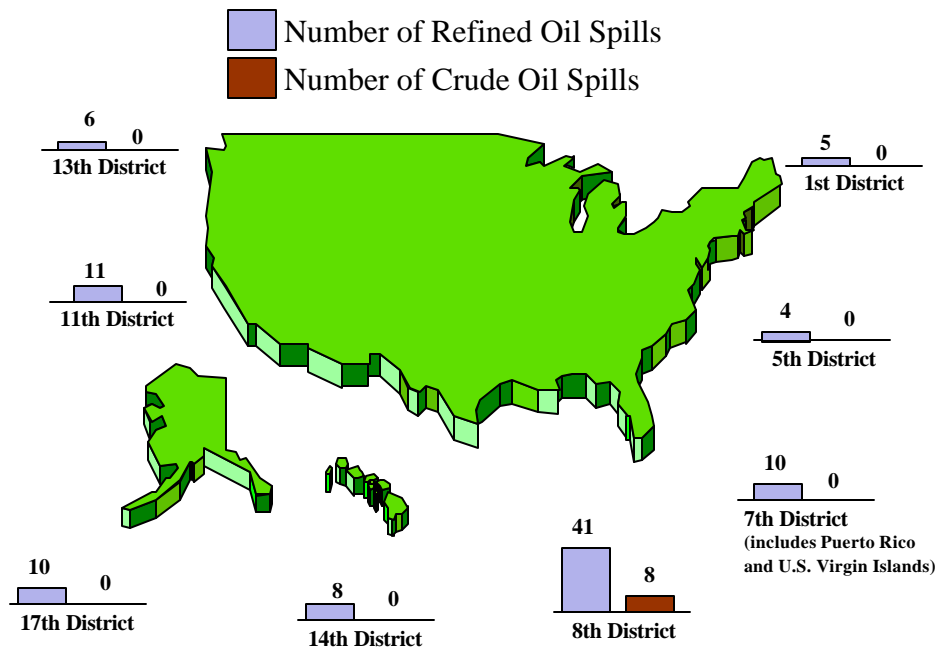 Number of Refined Oil Spills
Number of Crude Oil Spills
6 0
13th District
5 0
1st District
11 0
11th District
4 0
5th District
10 0
7th District
(includes Puerto Rico
and U.S. Virgin Islands)
41 8
8th District
10 0
17th District
8 0
14th District